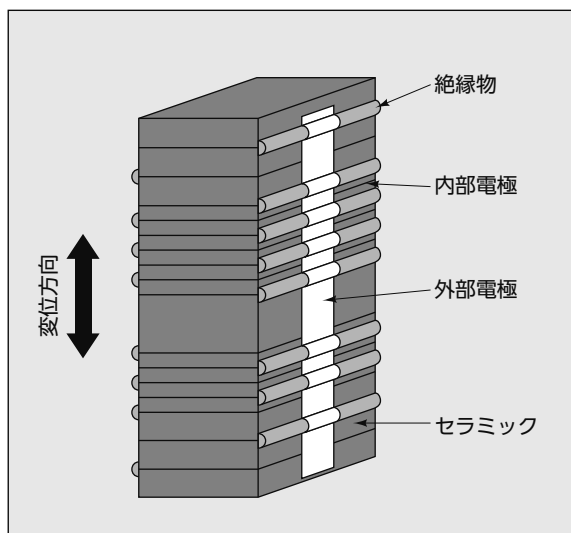 絶縁物
内部電極
変位方向
外部電極
セラミック